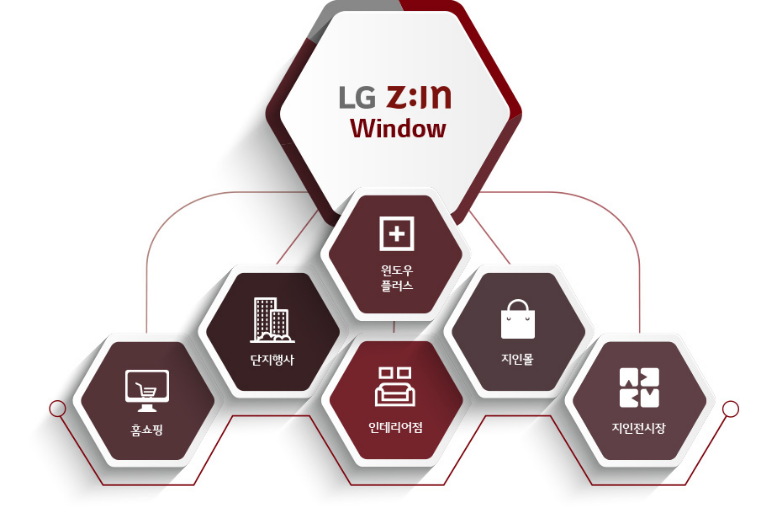 LG Z:IN
Window
윈도우
플러스
단지행사
지인몰
홈쇼핑
인테리어점
지인전시장